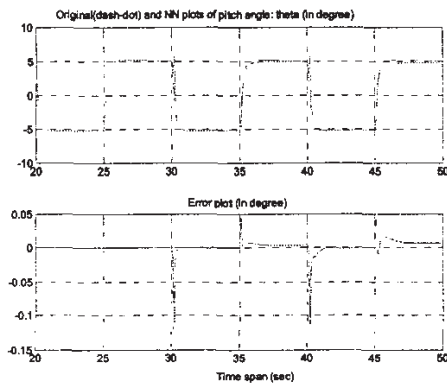 Original(dash-dot) and NN plots of pitch angle: theta (in degree)
10
5
0
-5
-10
20 25 30 35 40 45 50
Error plot (in degree)
0.05
0
-0.05
-0.1
-0.15
20 25 30 35 40 45 50
Time span (sec)